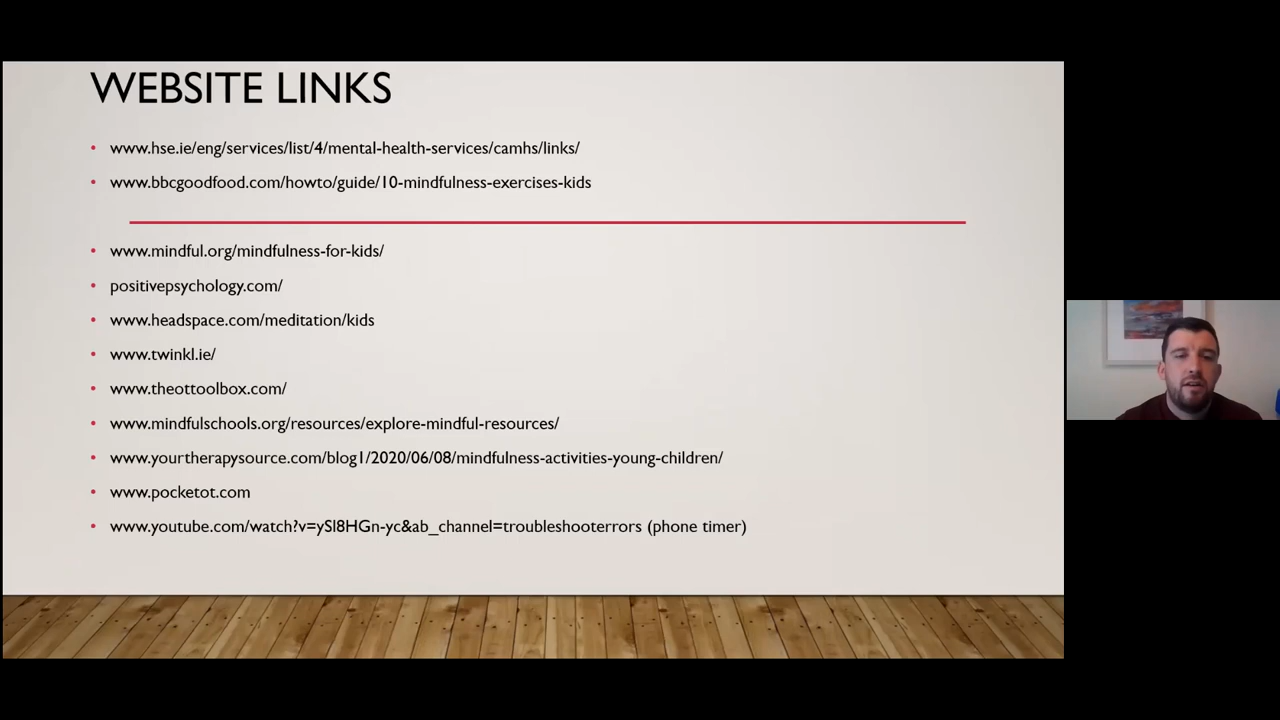 WEBSITE LINKS
• www.hse.ie/eng/services/list/4/mental-health-services/camhs/links/
• www.bbcgoodfood.com/howto/guide/10-mindfulness-exercises-kids
• www.mindful.org/mindfulness-for-kids/
• positivepsychology.com/
• www.headspace.com/meditation/kids
• www.twinkl.ie/
• www.theottoolbox.com/
• www.mindfulschools.org/resources/explore-mindful-resources/
• www.yourtherapysource.com/blog1/2020/06/08/mindfulness-activities-young-children/
• www.pocketot.com
• www.youtube.com/watch?v=ySl8HGn-yc&ab_channel=troubleshooterrors (phone timer)